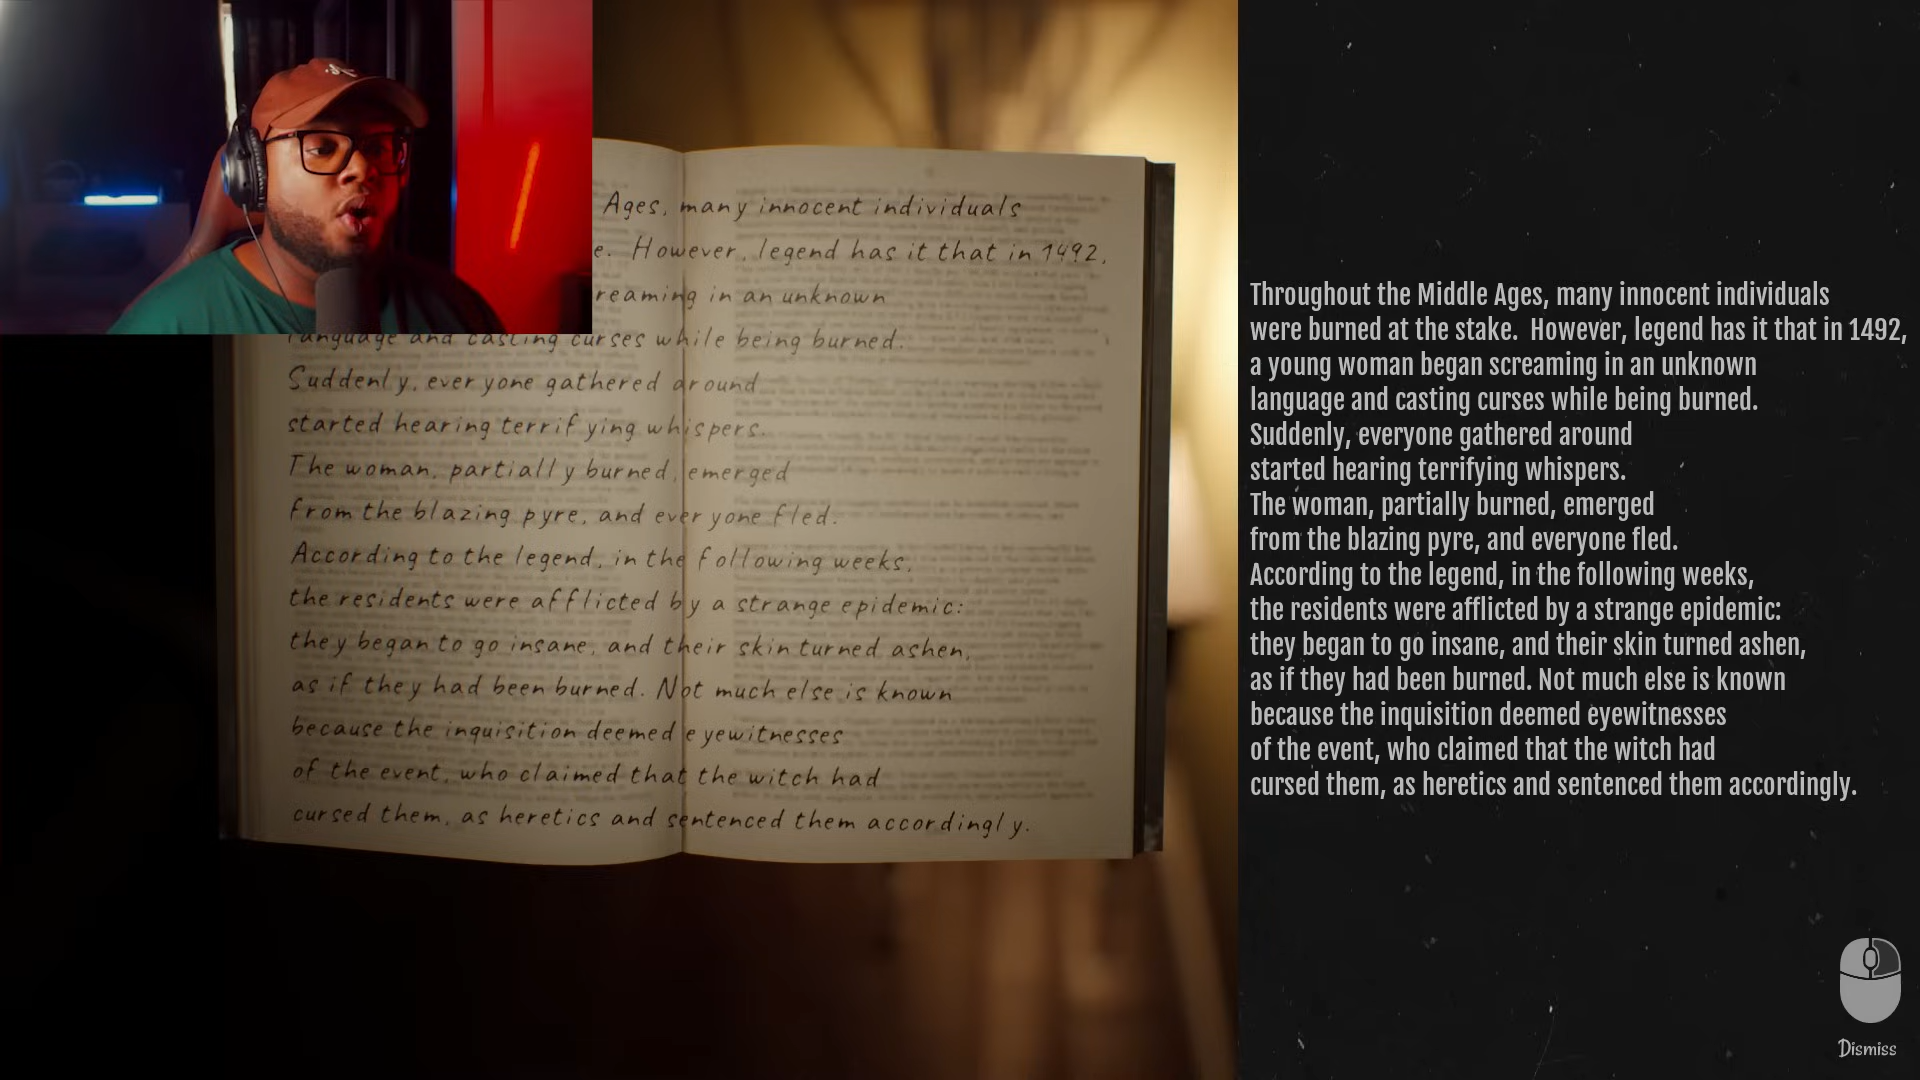 Ages, many innocent individuals
e. However, legend has it that in 1492,
reaming in an unknown
language and casting curses while being burned.
Suddenly, everyone gathered around
started hearing terrifying whispers.
The woman, partially burned, emerged
from the blazing pyre, and everyone fled.
According to the legend, in the following weeks,
the residents were afflicted by a strange epidemic:
they began to go insane, and their skin turned ashen,
as if they had been burned. Not much else is known
because the inquisition deemed eyewitnesses
of the event, who claimed that the witch had
cursed them, as heretics and sentenced them accordingly.
Throughout the Middle Ages, many innocent individuals
were burned at the stake. However, legend has it that in 1492,
a young woman began screaming in an unknown
language and casting curses while being burned.
Suddenly, everyone gathered around
started hearing terrifying whispers.
The woman, partially burned, emerged
from the blazing pyre, and everyone fled.
According to the legend, in the following weeks,
the residents were afflicted by a strange epidemic:
they began to go insane, and their skin turned ashen,
as if they had been burned. Not much else is known
because the inquisition deemed eyewitnesses
of the event, who claimed that the witch had
cursed them, as heretics and sentenced them accordingly.
Dismiss